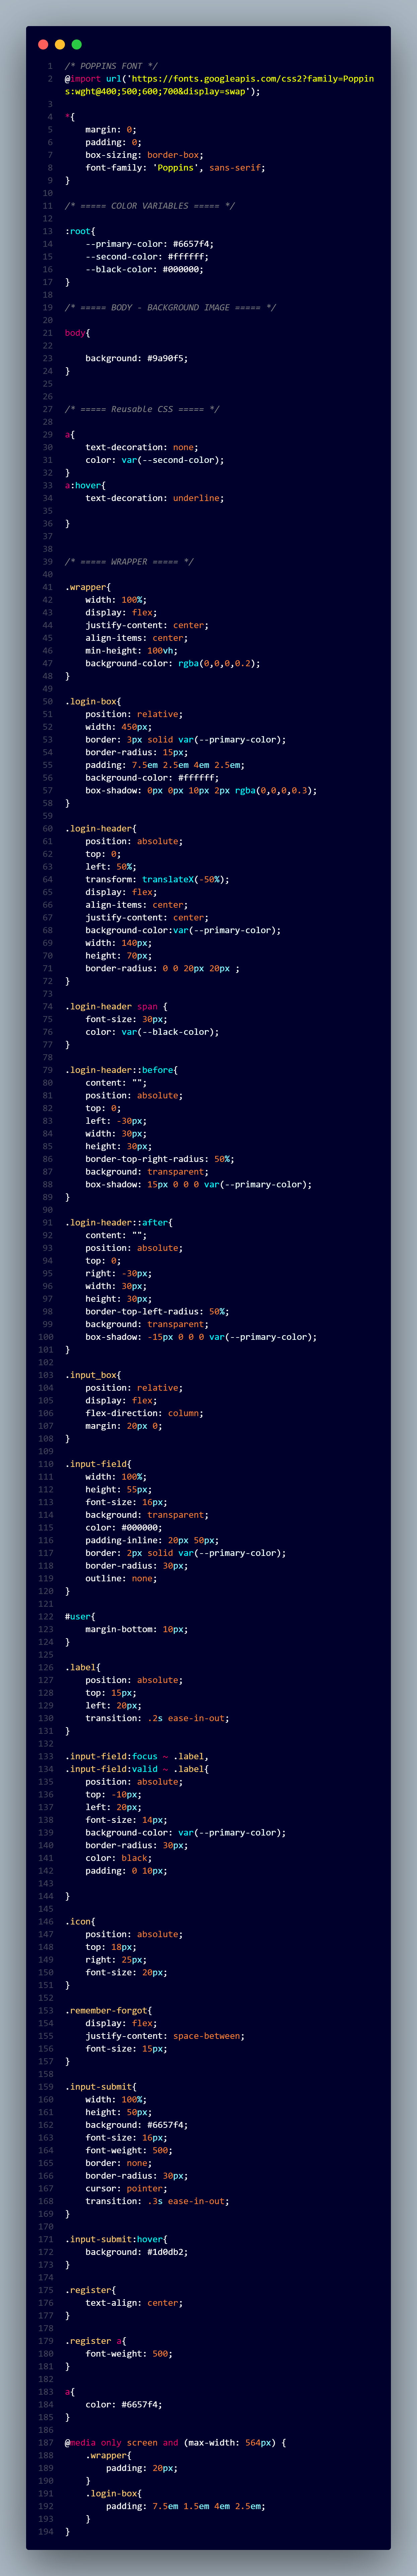 1 /* POPPINS FONT */
2 @import url('https://fonts.googleapis.com/css2?family=Poppin
s:wght@400;500;600;700&display=swap');
3
4 *{
5     margin: 0;
6     padding: 0;
7     box-sizing: border-box;
8     font-family: 'Poppins', sans-serif;
9 }
10
11 /* ===== COLOR VARIABLES ===== */
12
13 :root{
14     --primary-color: #6657f4;
15     --second-color: #ffffff;
16     --black-color: #000000;
17 }
18
19 /* ===== BODY - BACKGROUND IMAGE ===== */
20
21 body{
22
23     background: #9a90f5;
24 }
25
26
27 /* ===== Reusable CSS ===== */
28
29 a{
30     text-decoration: none;
31     color: var(--second-color);
32 }
33 a:hover{
34     text-decoration: underline;
35
36 }
37
38
39 /* ===== WRAPPER ===== */
40
41 .wrapper{
42     width: 100%;
43     display: flex;
44     justify-content: center;
45     align-items: center;
46     min-height: 100vh;
47     background-color: rgba(0,0,0,0.2);
48 }
49
50 .login-box{
51     position: relative;
52     width: 450px;
53     border: 3px solid var(--primary-color);
54     border-radius: 15px;
55     padding: 7.5em 2.5em 4em 2.5em;
56     background-color: #ffffff;
57     box-shadow: 0px 0px 10px 2px rgba(0,0,0,0.3);
58 }
59
60 .login-header{
61     position: absolute;
62     top: 0;
63     left: 50%;
64     transform: translateX(-50%);
65     display: flex;
66     align-items: center;
67     justify-content: center;
68     background-color:var(--primary-color);
69     width: 140px;
70     height: 70px;
71     border-radius: 0 0 20px 20px ;
72 }
73
74 .login-header span {
75     font-size: 30px;
76     color: var(--black-color);
77 }
78
79 .login-header::before{
80     content: "";
81     position: absolute;
82     top: 0;
83     left: -30px;
84     width: 30px;
85     height: 30px;
86     border-top-right-radius: 50%;
87     background: transparent;
88     box-shadow: 15px 0 0 0 var(--primary-color);
89 }
90
91 .login-header::after{
92     content: "";
93     position: absolute;
94     top: 0;
95     right: -30px;
96     width: 30px;
97     height: 30px;
98     border-top-left-radius: 50%;
99     background: transparent;
100     box-shadow: -15px 0 0 0 var(--primary-color);
101 }
102
103 .input_box{
104     position: relative;
105     display: flex;
106     flex-direction: column;
107     margin: 20px 0;
108 }
109
110 .input-field{
111     width: 100%;
112     height: 55px;
113     font-size: 16px;
114     background: transparent;
115     color: #000000;
116     padding-inline: 20px 50px;
117     border: 2px solid var(--primary-color);
118     border-radius: 30px;
119     outline: none;
120 }
121
122 #user{
123     margin-bottom: 10px;
124 }
125
126 .label{
127     position: absolute;
128     top: 15px;
129     left: 20px;
130     transition: .2s ease-in-out;
131 }
132
133 .input-field:focus ~ .label,
134 .input-field:valid ~ .label{
135     position: absolute;
136     top: -10px;
137     left: 20px;
138     font-size: 14px;
139     background-color: var(--primary-color);
140     border-radius: 30px;
141     color: black;
142     padding: 0 10px;
143
144 }
145
146 .icon{
147     position: absolute;
148     top: 18px;
149     right: 25px;
150     font-size: 20px;
151 }
152
153 .remember-forgot{
154     display: flex;
155     justify-content: space-between;
156     font-size: 15px;
157 }
158
159 .input-submit{
160     width: 100%;
161     height: 50px;
162     background: #6657f4;
163     font-size: 16px;
164     font-weight: 500;
165     border: none;
166     border-radius: 30px;
167     cursor: pointer;
168     transition: .3s ease-in-out;
169 }
170
171 .input-submit:hover{
172     background: #1d0db2;
173 }
174
175 .register{
176     text-align: center;
177 }
178
179 .register a{
180     font-weight: 500;
181 }
182
183 a{
184     color: #6657f4;
185 }
186
187 @media only screen and (max-width: 564px) {
188     .wrapper{
189         padding: 20px;
190     }
191     .login-box{
192         padding: 7.5em 1.5em 4em 2.5em;
193     }
194 }